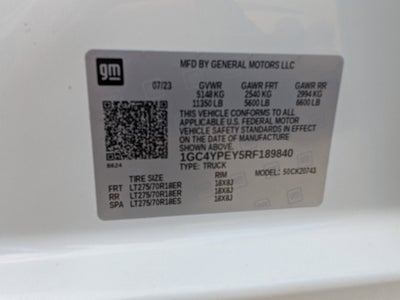 gm
MFD BY GENERAL MOTORS LLC
07/23 GVWR GAWR FRT GAWR RR
5148 KG 2540 KG 2994 KG
11350 LB 5600 LB 6600 LB
THIS VEHICLE CONFORMS TO ALL
APPLICABLE U.S. FEDERAL MOTOR
VEHICLE SAFETY STANDARDS IN EFFECT
ON THE DATE OF MANUFACTURE
SHOWN ABOVE.
1GC4YPEY5RF189840
8624 TYPE: TRUCK
MODEL: 50CK20743
TIRE SIZE RIM
FRT LT275/70R18ER 18X8J
RR LT275/70R18ER 18X8J
SPA LT275/70R18ES 18X8J